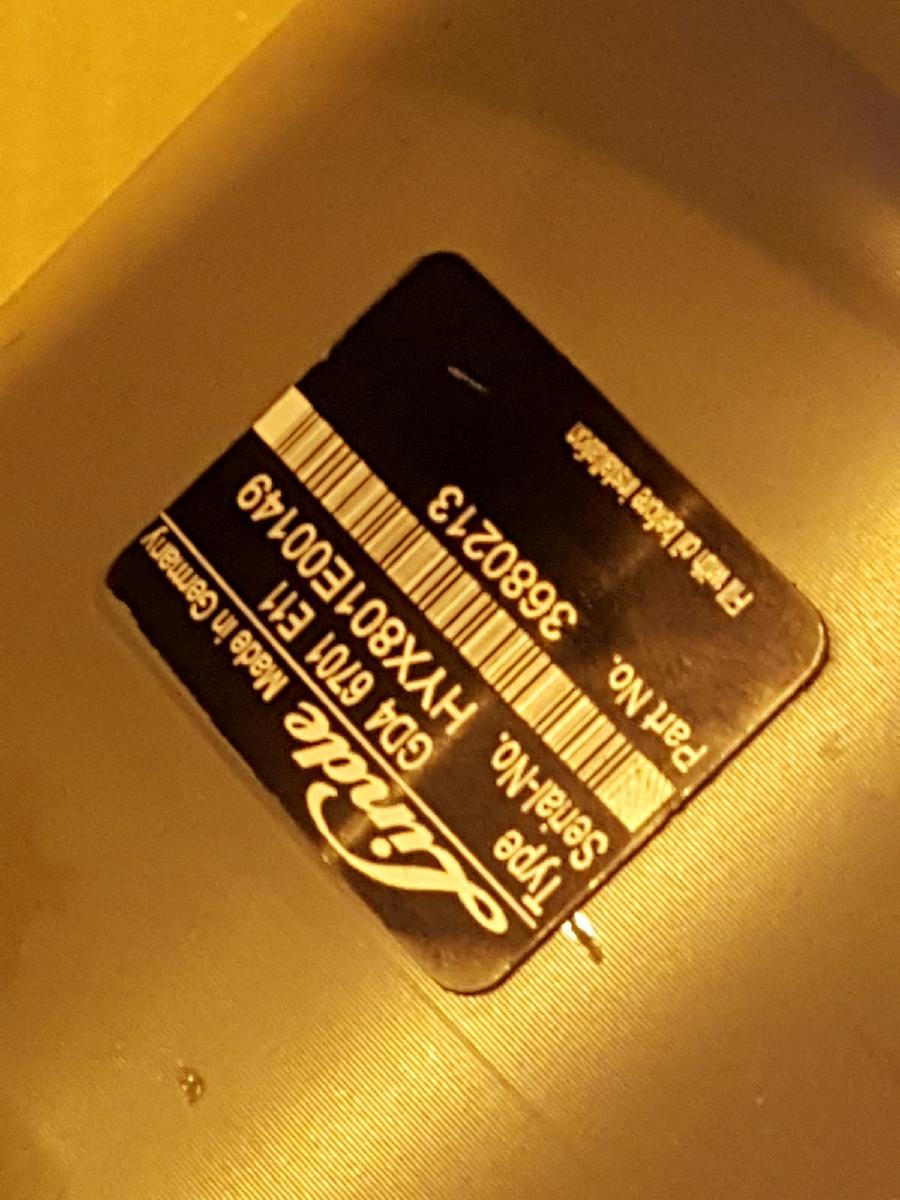 Linde Made in Germany
Type GD4 6701 E11
Serial-No. HYX801E00149
Part No. 3680213
Fill with oil before installation